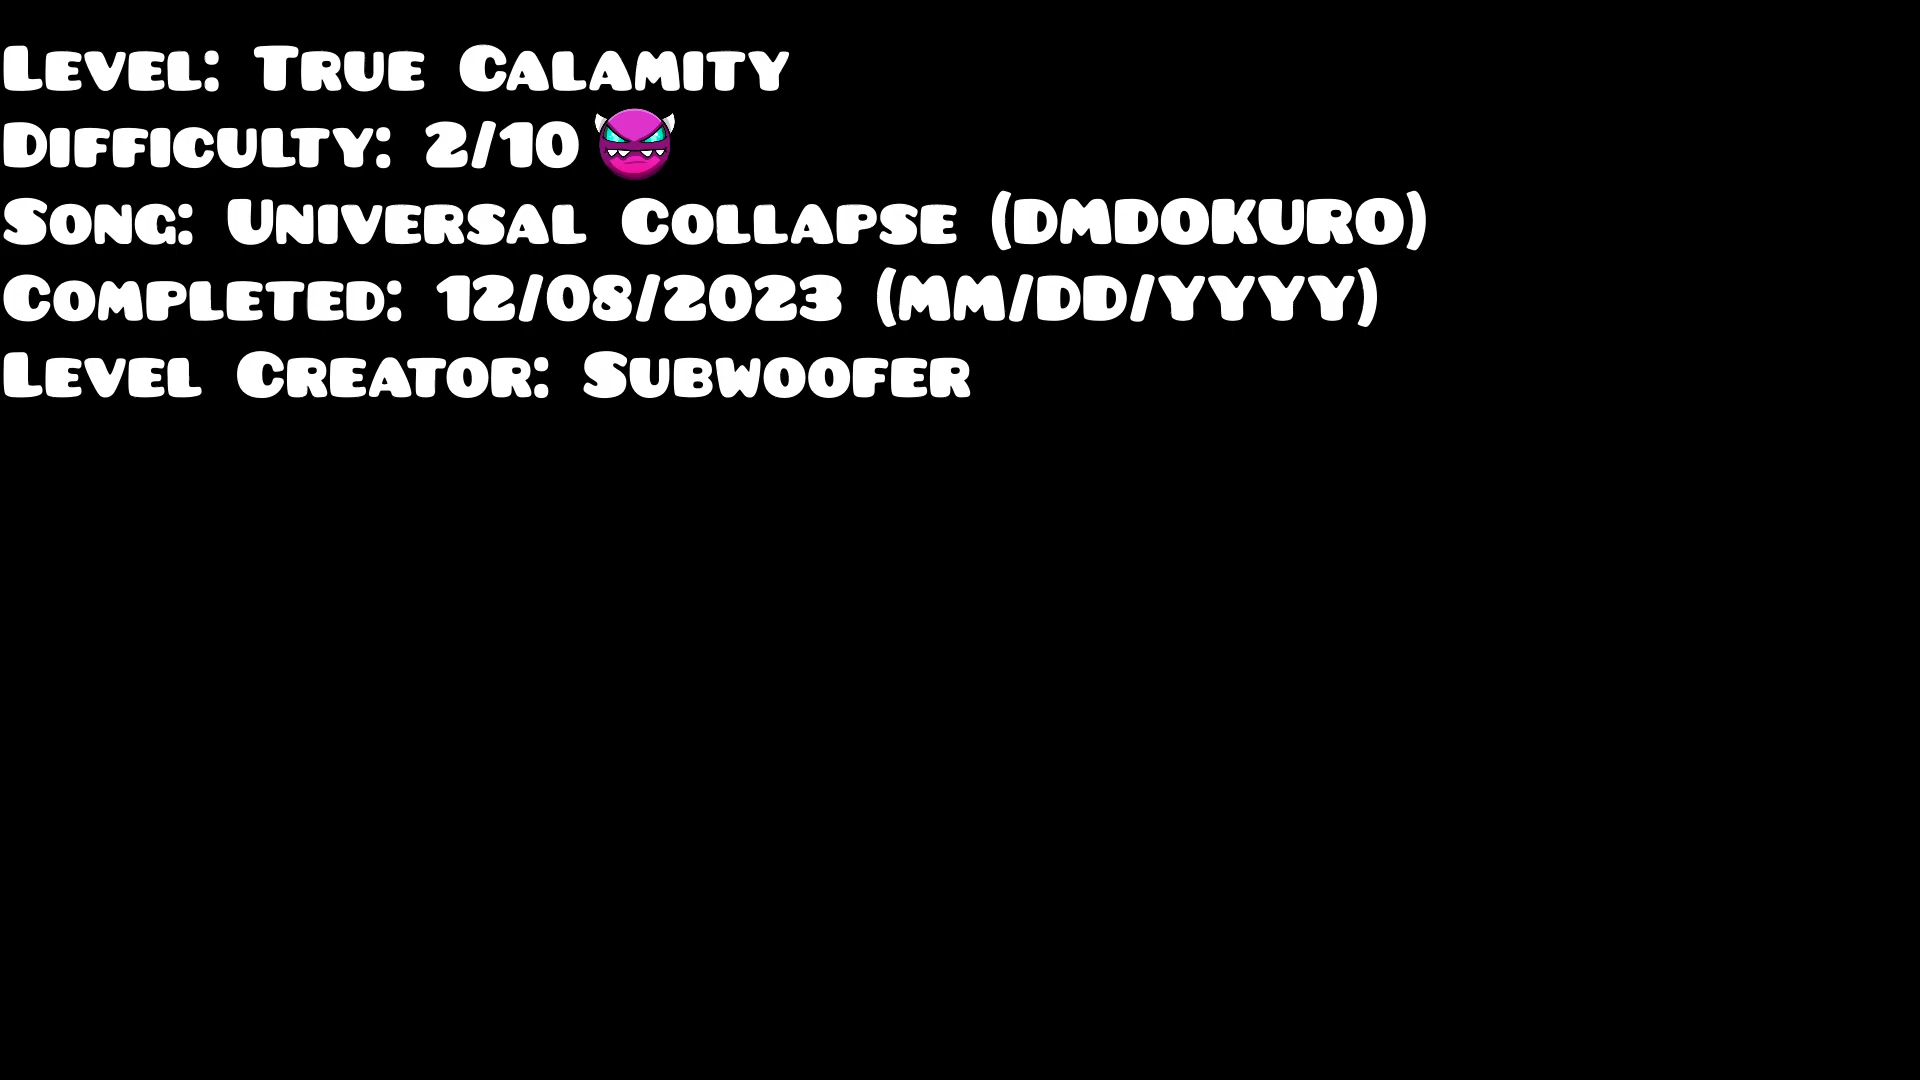 Level: True Calamity
Difficulty: 2/10
Song: Universal Collapse (DMDOKURO)
Completed: 12/08/2023 (MM/DD/YYYY)
Level Creator: Subwoofer